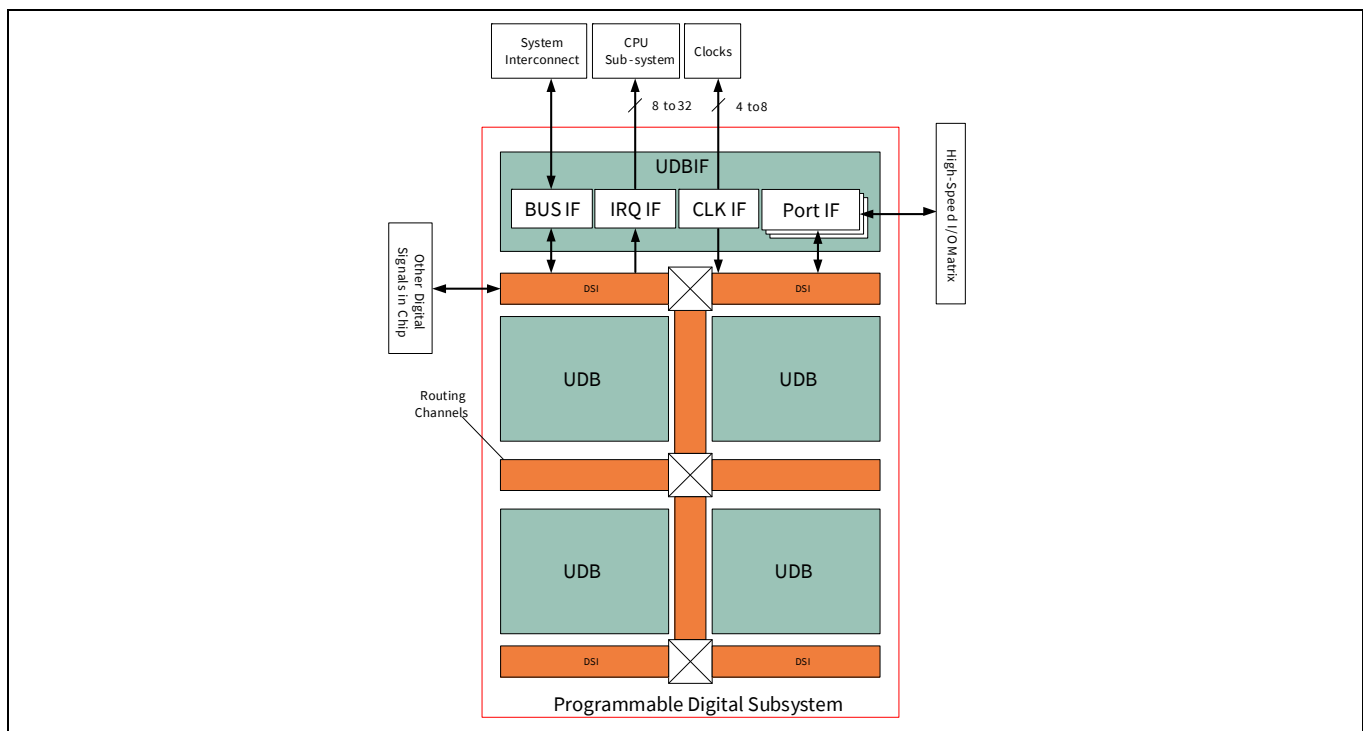 System
Interconnect
CPU
Sub-system
Clocks
8 to 32
4 to 8
High-Speed I/O Matrix
UDBIF
BUS IF
IRQ IF
CLK IF
Port IF
Other Digital
Signals in Chip
DSI
DSI
UDB
UDB
Routing
Channels
UDB
UDB
DSI
DSI
Programmable Digital Subsystem